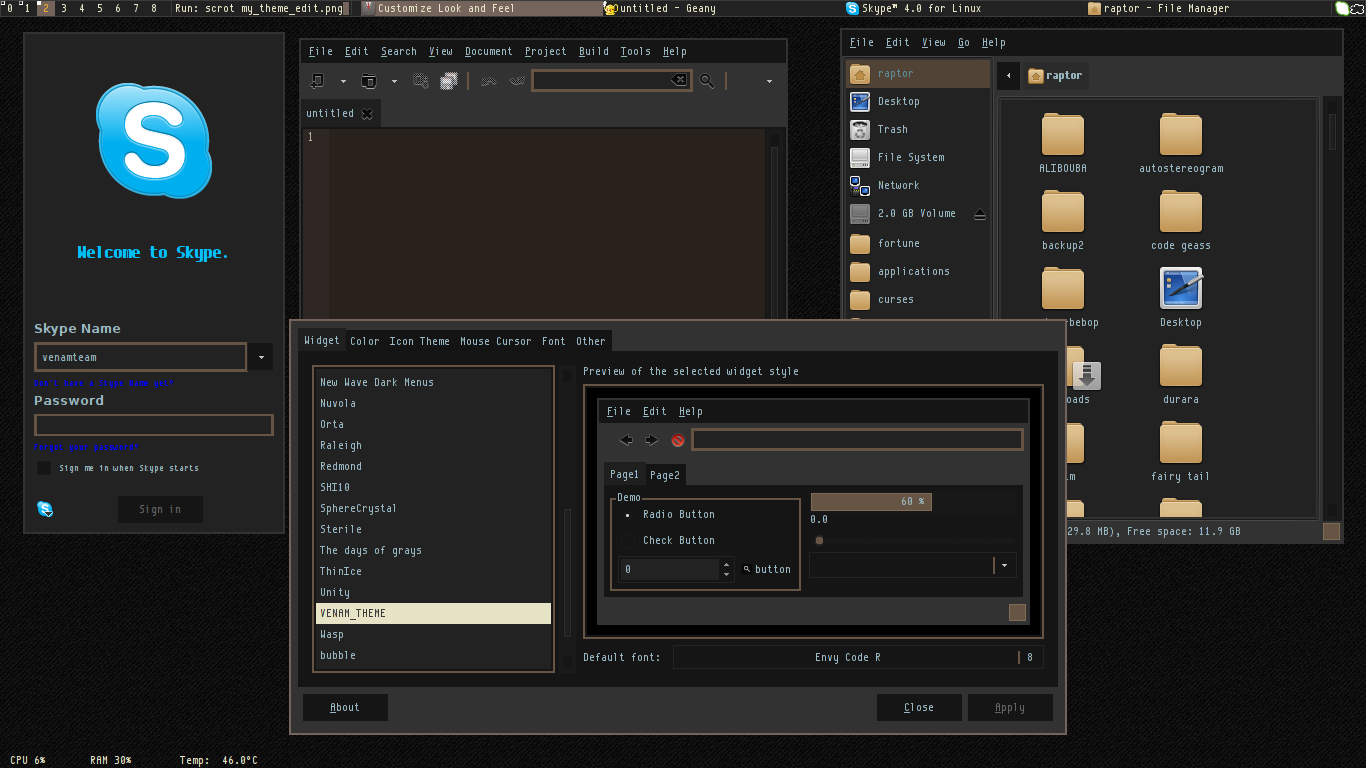 0 1 2 3 4 5 6 7 8 Run: scrot my_theme_edit.png Customize Look and Feel Untitled - Geany Skype™ 4.0 for Linux raptor - File Manager
Welcome to Skype.
Skype Name
venamteam
Password
Sign me in when Skype starts
Sign in
File Edit Search View Document Project Build Tools Help
untitled
1
File Edit View Go Help
raptor
Desktop
Trash
File System
Network
2.0 GB Volume
fortune
applications
curses
raptor
ALIBOUBA autostereogram
backup2 code geass
bebop Desktop
oads durara
m fairy tail
29.8 MB), Free space: 11.9 GB
Widget Color Icon Theme Mouse Cursor Font Other
New Wave Dark Menus
Nuvola
Orta
Raleigh
Redmond
SHI10
SphereCrystal
Sterile
The days of grays
ThinIce
Unity
VENAM_THEME
Wasp
bubble
Preview of the selected widget style
File Edit Help
Page1 Page2
Demo
Radio Button
Check Button
0 button
60 %
0.0
Default font: Envy Code R 8
About Close Apply
CPU 6% RAM 30% Temp: 46.0°C